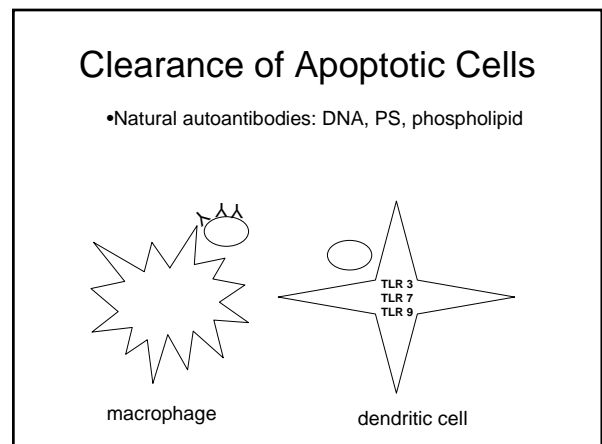 Clearance of Apoptotic Cells
•Natural autoantibodies: DNA, PS, phospholipid
TLR 3
TLR 7
TLR 9
macrophage
dendritic cell